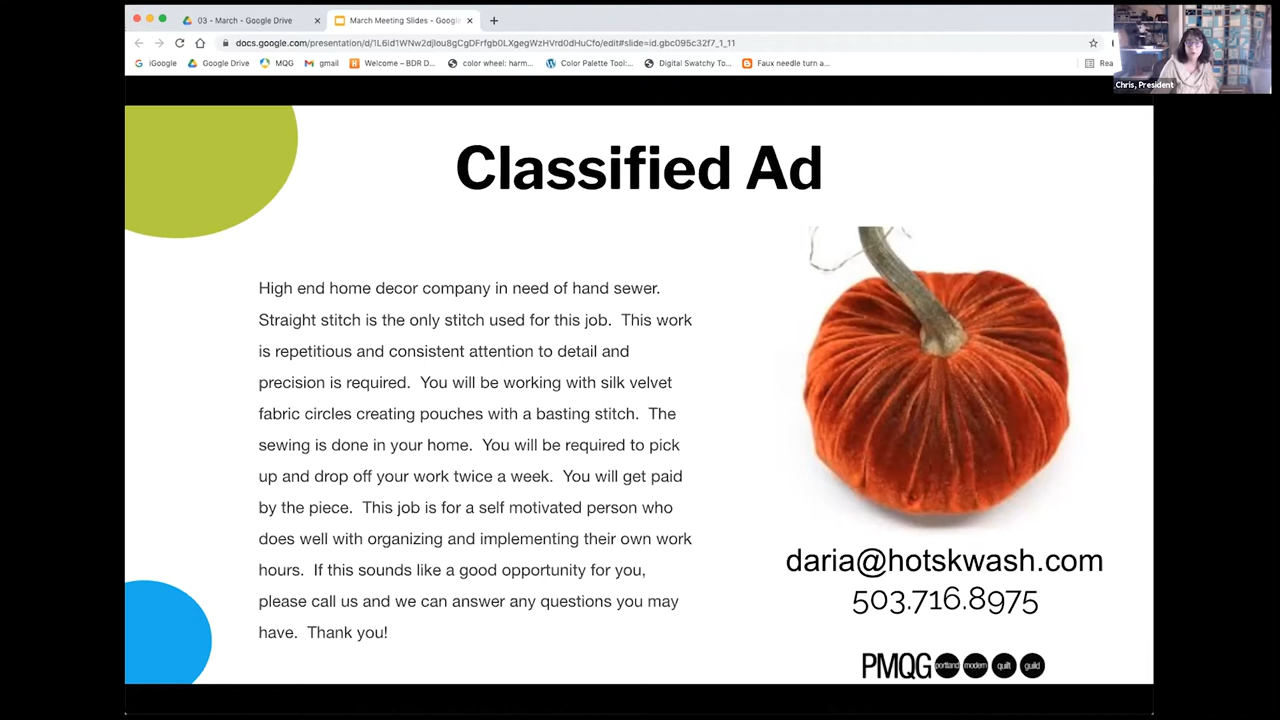 03 - March - Google Drive
March Meeting Slides - Googl
docs.google.com/presentation/d/1L6id1WNw2djlou8gCgDFrfgb0LXgegWzHVrd0dHuCfo/edit#slide=id.gbc095c32f7_1_11
iGoogle
Google Drive
MQG
gmail
Welcome – BDR D...
color wheel: harm...
Color Palette Tool:...
Digital Swatchy To...
Faux needle turn a...
Rea
Chris, President
Classified Ad
High end home decor company in need of hand sewer.
Straight stitch is the only stitch used for this job. This work
is repetitious and consistent attention to detail and
precision is required. You will be working with silk velvet
fabric circles creating pouches with a basting stitch. The
sewing is done in your home. You will be required to pick
up and drop off your work twice a week. You will get paid
by the piece. This job is for a self motivated person who
does well with organizing and implementing their own work
hours. If this sounds like a good opportunity for you,
please call us and we can answer any questions you may
have. Thank you!
daria@hotskwash.com
503.716.8975
PMQG portland modern quilt guild